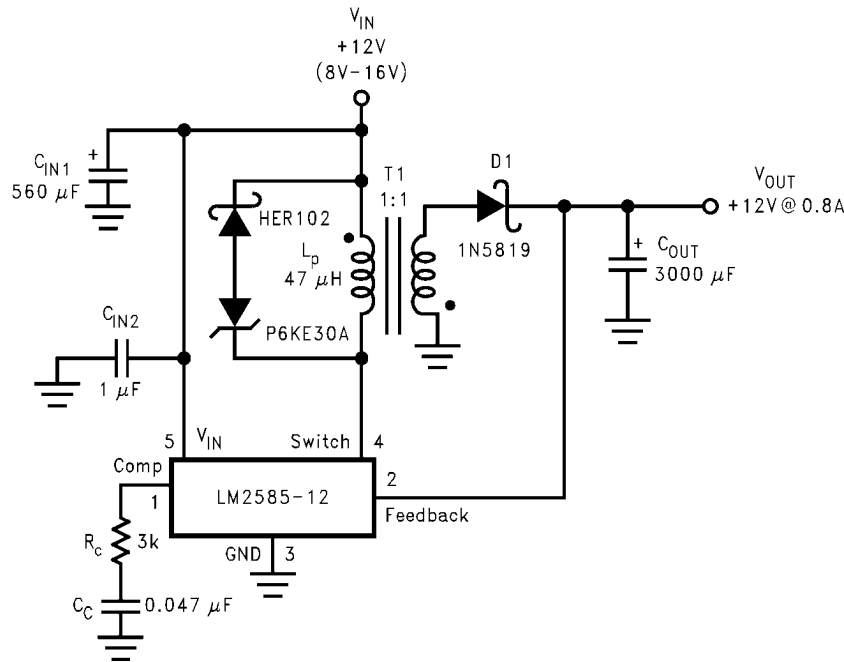 V_IN
+12V
(8V-16V)
C_IN1
+
560 μF
HER102
T1
1:1
D1
1N5819
V_OUT
+12V@0.8A
L_p
47 μH
+
C_OUT
3000 μF
P6KE30A
C_IN2
1 μF
5
V_IN
Switch
4
Comp
1
LM2585-12
2
Feedback
R_c
3k
GND
3
C_C
0.047 μF